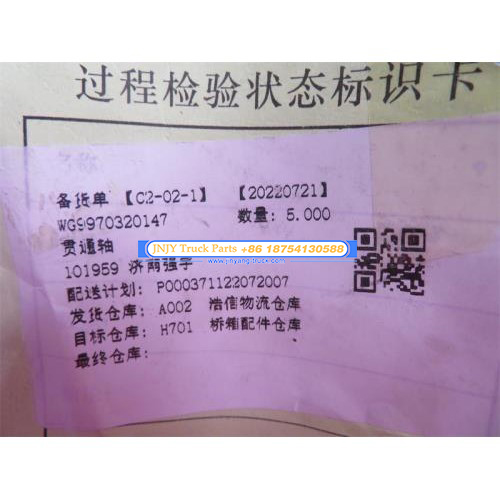 过程检验状态标识卡
备货单 【C2-02-1】 【20220721】
WG9970320147 数量: 5.000
贯通轴
JNJY Truck Parts +86 18754130588
www.jnhyang-truck.com
101959 济南强宇
配送计划: P000371122072007
发货仓库: A002 浩信物流仓库
目标仓库: H701 桥箱配件仓库
最终仓库: